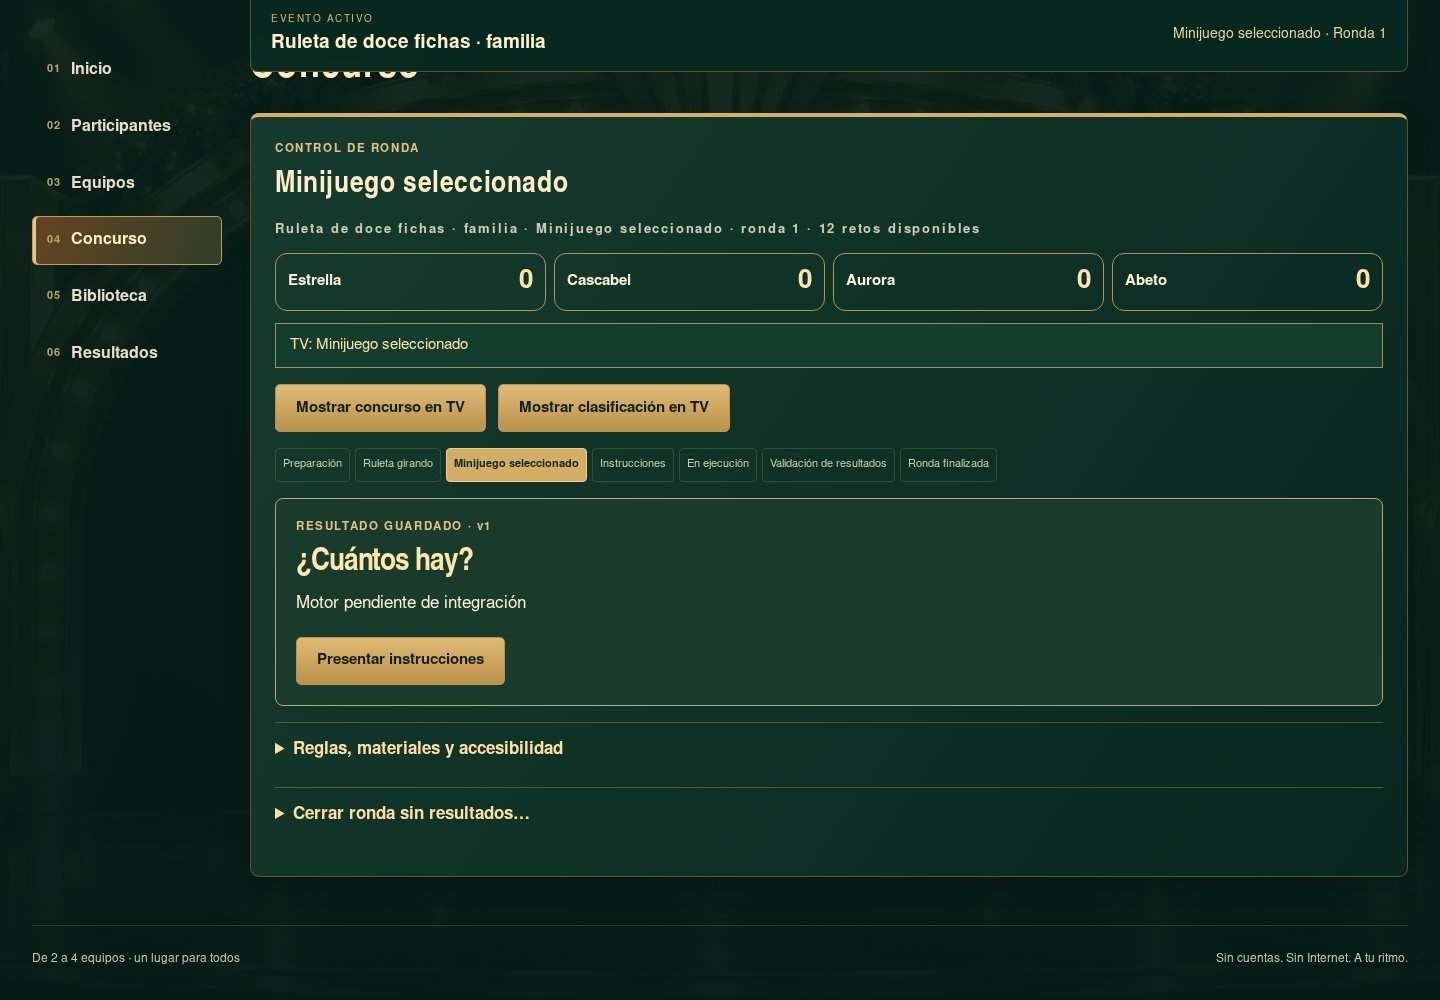 EVENTO ACTIVO
Ruleta de doce fichas · familia
Minijuego seleccionado · Ronda 1
01 Inicio
02 Participantes
03 Equipos
04 Concurso
05 Biblioteca
06 Resultados
Concurso
CONTROL DE RONDA
Minijuego seleccionado
Ruleta de doce fichas · familia · Minijuego seleccionado · ronda 1 · 12 retos disponibles
Estrella 0
Cascabel 0
Aurora 0
Abeto 0
TV: Minijuego seleccionado
Mostrar concurso en TV
Mostrar clasificación en TV
Preparación
Ruleta girando
Minijuego seleccionado
Instrucciones
En ejecución
Validación de resultados
Ronda finalizada
RESULTADO GUARDADO · v1
¿Cuántos hay?
Motor pendiente de integración
Presentar instrucciones
Reglas, materiales y accesibilidad
Cerrar ronda sin resultados…
De 2 a 4 equipos · un lugar para todos
Sin cuentas. Sin Internet. A tu ritmo.